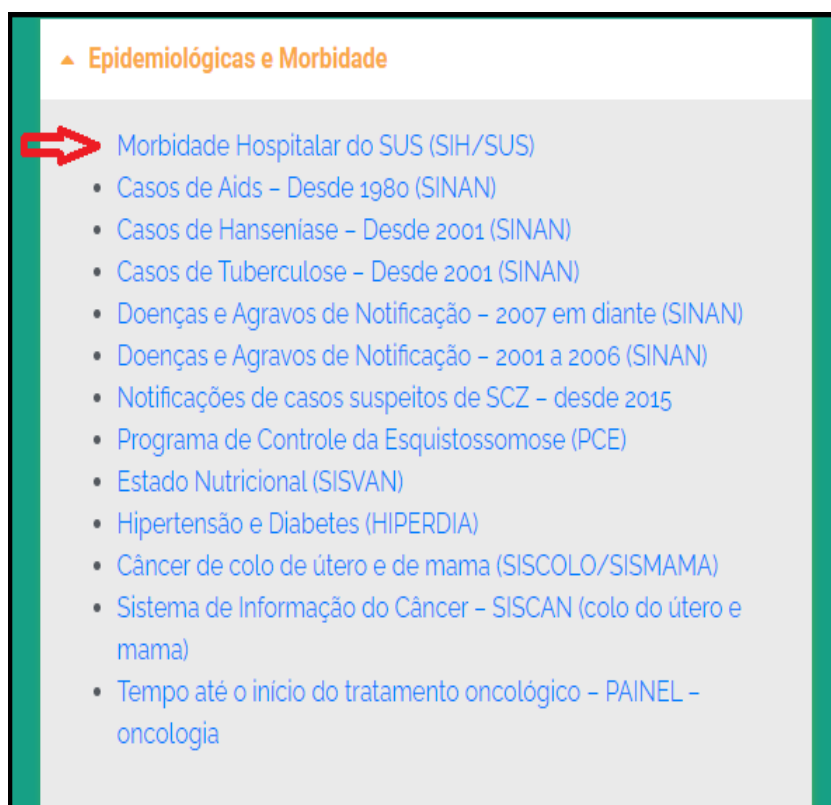 Epidemiológicas e Morbidade
Morbidade Hospitalar do SUS (SIH/SUS)
Casos de Aids – Desde 1980 (SINAN)
Casos de Hanseníase – Desde 2001 (SINAN)
Casos de Tuberculose – Desde 2001 (SINAN)
Doenças e Agravos de Notificação – 2007 em diante (SINAN)
Doenças e Agravos de Notificação – 2001 a 2006 (SINAN)
Notificações de casos suspeitos de SCZ – desde 2015
Programa de Controle da Esquistossomose (PCE)
Estado Nutricional (SISVAN)
Hipertensão e Diabetes (HIPERDIA)
Câncer de colo de útero e de mama (SISCOLO/SISMAMA)
Sistema de Informação do Câncer – SISCAN (colo do útero e
mama)
Tempo até o início do tratamento oncológico – PAINEL –
oncologia